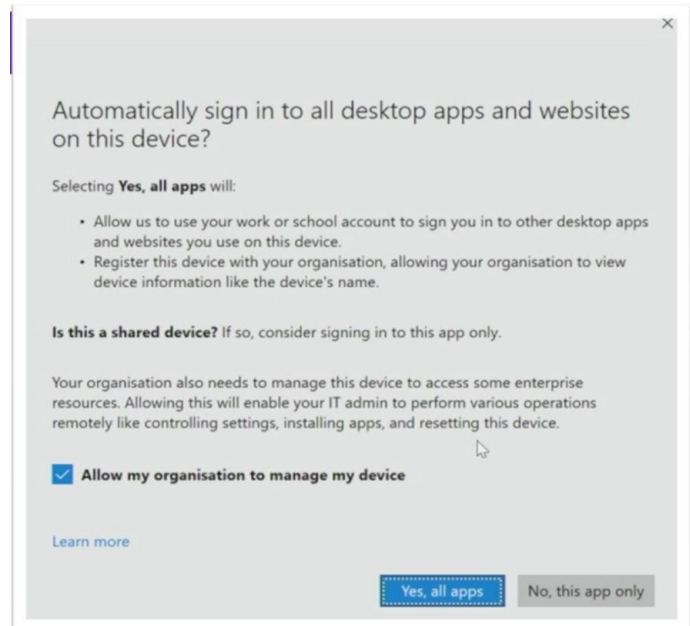 Automatically sign in to all desktop apps and websites
on this device?
Selecting Yes, all apps will:
• Allow us to use your work or school account to sign you in to other desktop apps
and websites you use on this device.
• Register this device with your organisation, allowing your organisation to view
device information like the device's name.
Is this a shared device? If so, consider signing in to this app only.
Your organisation also needs to manage this device to access some enterprise
resources. Allowing this will enable your IT admin to perform various operations
remotely like controlling settings, installing apps, and resetting this device.
Allow my organisation to manage my device
Learn more
Yes, all apps
No, this app only